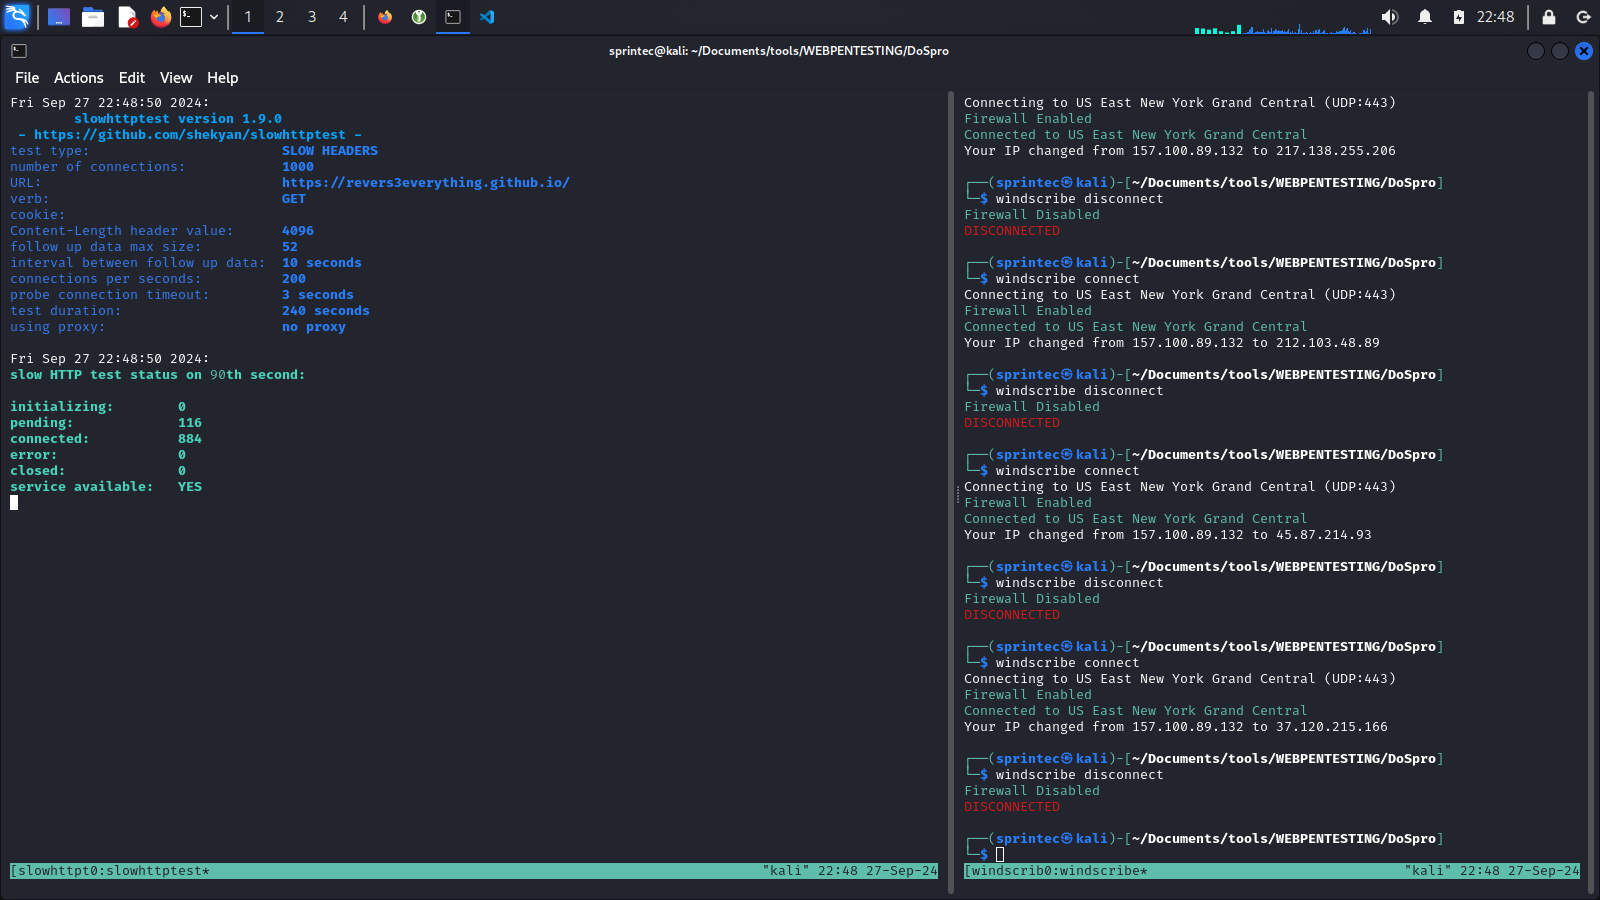 1 2 3 4
22:48
sprintec@kali: ~/Documents/tools/WEBPENTESTING/DoSpro
File Actions Edit View Help
Fri Sep 27 22:48:50 2024:
slowhttptest version 1.9.0
- https://github.com/shekyan/slowhttptest -
test type: SLOW HEADERS
number of connections: 1000
URL: https://revers3everything.github.io/
verb: GET
cookie:
Content-Length header value: 4096
follow up data max size: 52
interval between follow up data: 10 seconds
connections per seconds: 200
probe connection timeout: 3 seconds
test duration: 240 seconds
using proxy: no proxy
Fri Sep 27 22:48:50 2024:
slow HTTP test status on 90th second:
initializing: 0
pending: 116
connected: 884
error: 0
closed: 0
service available: YES
[slowhttpt0:slowhttptest* "kali" 22:48 27-Sep-24
Connecting to US East New York Grand Central (UDP:443)
Firewall Enabled
Connected to US East New York Grand Central
Your IP changed from 157.100.89.132 to 217.138.255.206
┌──(sprintec㉿kali)-[~/Documents/tools/WEBPENTESTING/DoSpro]
└─$ windscribe disconnect
Firewall Disabled
DISCONNECTED
┌──(sprintec㉿kali)-[~/Documents/tools/WEBPENTESTING/DoSpro]
└─$ windscribe connect
Connecting to US East New York Grand Central (UDP:443)
Firewall Enabled
Connected to US East New York Grand Central
Your IP changed from 157.100.89.132 to 212.103.48.89
┌──(sprintec㉿kali)-[~/Documents/tools/WEBPENTESTING/DoSpro]
└─$ windscribe disconnect
Firewall Disabled
DISCONNECTED
┌──(sprintec㉿kali)-[~/Documents/tools/WEBPENTESTING/DoSpro]
└─$ windscribe connect
Connecting to US East New York Grand Central (UDP:443)
Firewall Enabled
Connected to US East New York Grand Central
Your IP changed from 157.100.89.132 to 45.87.214.93
┌──(sprintec㉿kali)-[~/Documents/tools/WEBPENTESTING/DoSpro]
└─$ windscribe disconnect
Firewall Disabled
DISCONNECTED
┌──(sprintec㉿kali)-[~/Documents/tools/WEBPENTESTING/DoSpro]
└─$ windscribe connect
Connecting to US East New York Grand Central (UDP:443)
Firewall Enabled
Connected to US East New York Grand Central
Your IP changed from 157.100.89.132 to 37.120.215.166
┌──(sprintec㉿kali)-[~/Documents/tools/WEBPENTESTING/DoSpro]
└─$ windscribe disconnect
Firewall Disabled
DISCONNECTED
┌──(sprintec㉿kali)-[~/Documents/tools/WEBPENTESTING/DoSpro]
└─$
[windscrib0:windscribe* "kali" 22:48 27-Sep-24